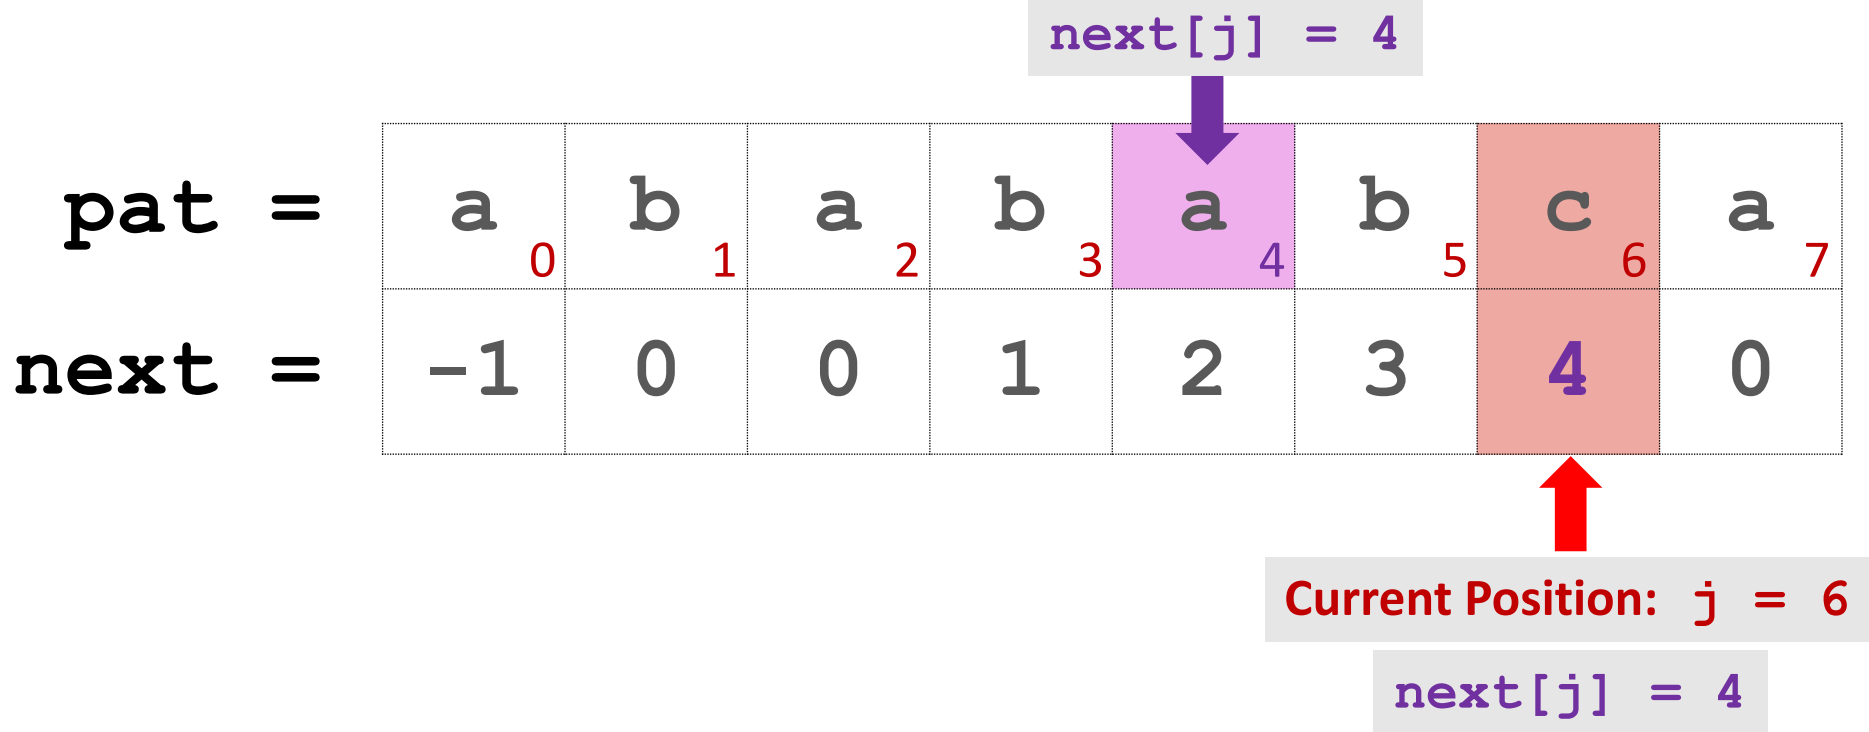 next[j] = 4
pat = a b a b a b c a
0 1 2 3 4 5 6 7
next = -1 0 0 1 2 3 4 0
Current Position: j = 6
next[j] = 4